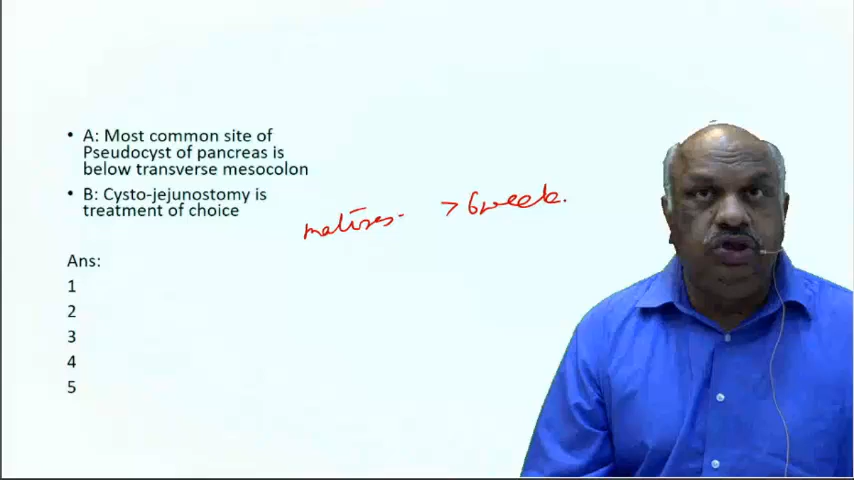 • A: Most common site of
Pseudocyst of pancreas is
below transverse mesocolon
• B: Cysto-jejunostomy is
treatment of choice
matures. > 6 week.
Ans:
1
2
3
4
5